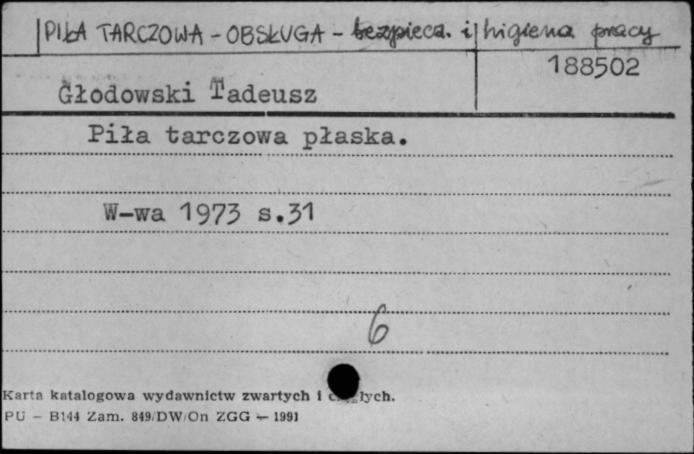 PIŁA TARCZOWA - OBSŁUGA - bezpiecz. i higiena pracy
188502
Głodowski Tadeusz
Piła tarczowa płaska.
W-wa 1973 s.31
6
Karta katalogowa wydawnictw zwartych i
PU - B144 Zam. 849/DW/On ZGG — 1991